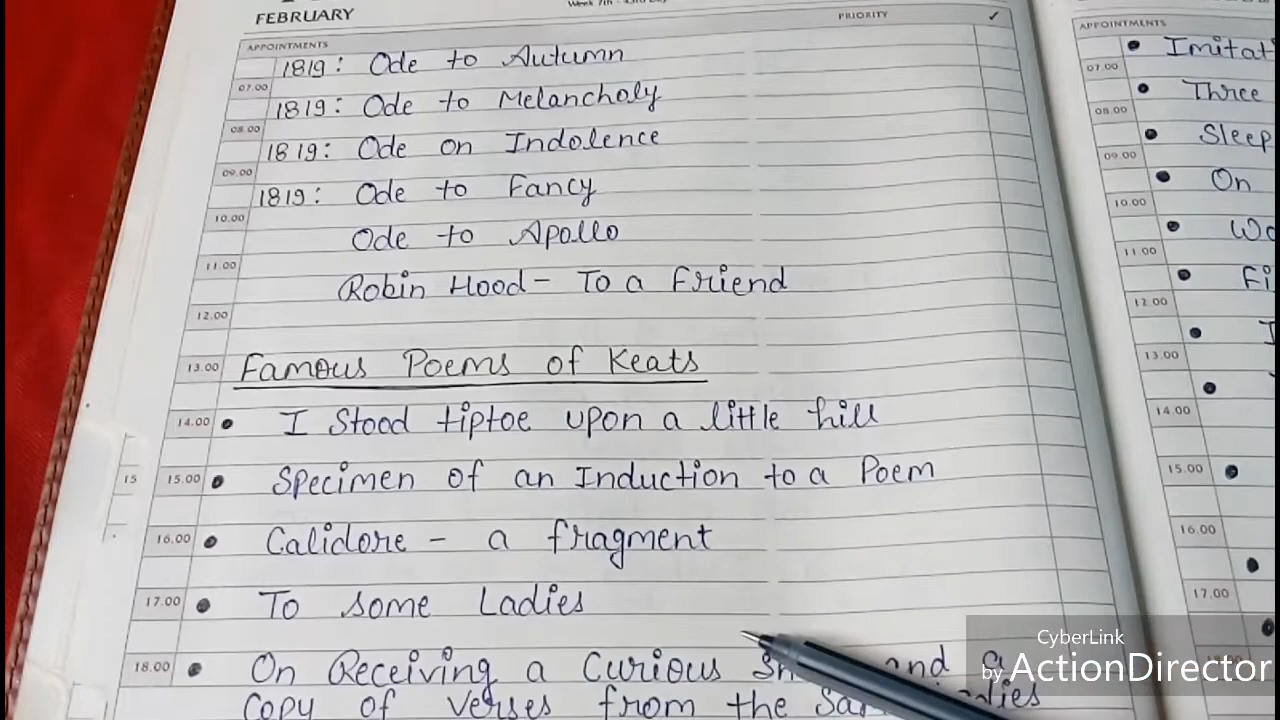 FEBRUARY
APPOINTMENTS
PRIORITY ✓
1819: Ode to Autumn
07.00
1819: Ode to Melancholy
08.00
1819: Ode on Indolence
09.00
1819: Ode to Fancy
10.00
Ode to Apollo
11.00
Robin Hood - To a Friend
12.00
13.00 Famous Poems of Keats
14.00 • I Stood tiptoe upon a little hill
15 15.00 • Specimen of an Induction to a Poem
16.00 • Calidore - a fragment
17.00 • To some Ladies
18.00 • On Receiving a Curious and a
Copy of Verses from the
APPOINTMENTS
07.00
• Three
08.00
• Sleep
09.00
• On
10.00
11.00
12.00
13.00
14.00
15.00
16.00
17.00
CyberLink
by ActionDirector